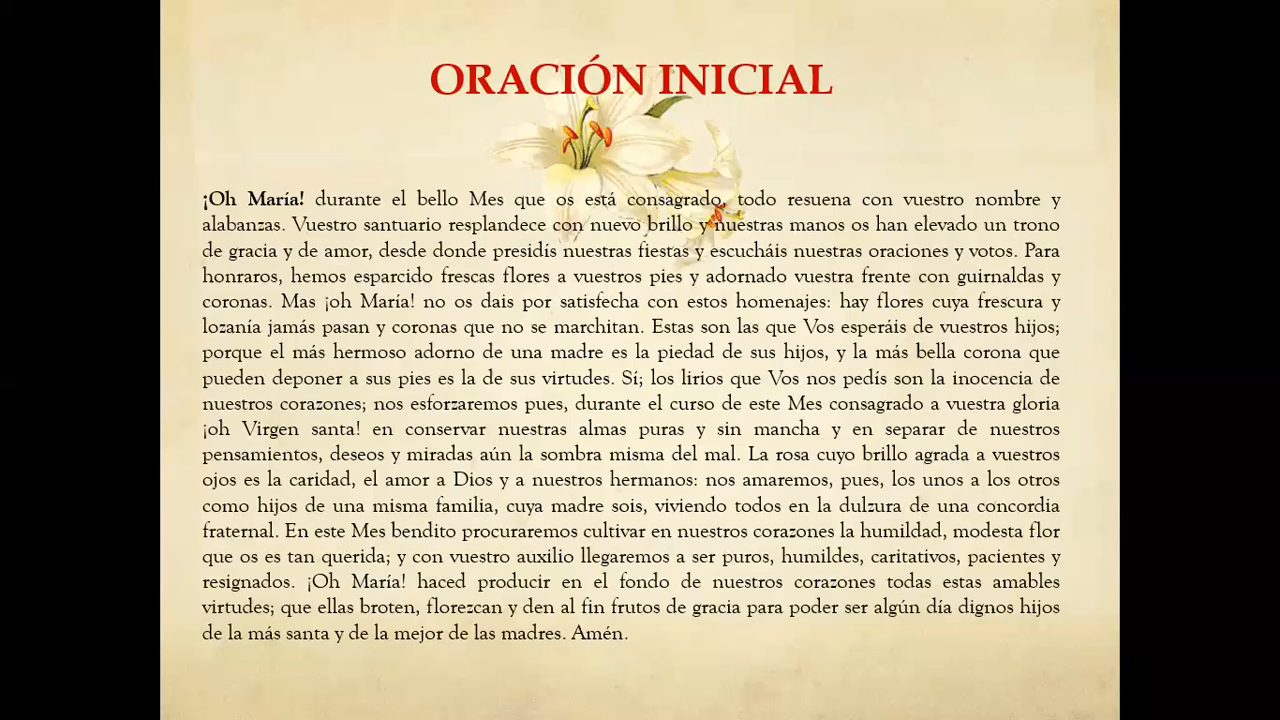 ORACIÓN INICIAL
¡Oh María! durante el bello Mes que os está consagrado, todo resuena con vuestro nombre y
alabanzas. Vuestro santuario resplandece con nuevo brillo y nuestras manos os han elevado un trono
de gracia y de amor, desde donde presidís nuestras fiestas y escucháis nuestras oraciones y votos. Para
honraros, hemos esparcido frescas flores a vuestros pies y adornado vuestra frente con guirnaldas y
coronas. Mas ¡oh María! no os dais por satisfecha con estos homenajes: hay flores cuya frescura y
lozanía jamás pasan y coronas que no se marchitan. Estas son las que Vos esperáis de vuestros hijos;
porque el más hermoso adorno de una madre es la piedad de sus hijos, y la más bella corona que
pueden deponer a sus pies es la de sus virtudes. Sí; los lirios que Vos nos pedís son la inocencia de
nuestros corazones; nos esforzaremos pues, durante el curso de este Mes consagrado a vuestra gloria
¡oh Virgen santa! en conservar nuestras almas puras y sin mancha y en separar de nuestros
pensamientos, deseos y miradas aún la sombra misma del mal. La rosa cuyo brillo agrada a vuestros
ojos es la caridad, el amor a Dios y a nuestros hermanos: nos amaremos, pues, los unos a los otros
como hijos de una misma familia, cuya madre sois, viviendo todos en la dulzura de una concordia
fraternal. En este Mes bendito procuraremos cultivar en nuestros corazones la humildad, modesta flor
que os es tan querida; y con vuestro auxilio llegaremos a ser puros, humildes, caritativos, pacientes y
resignados. ¡Oh María! haced producir en el fondo de nuestros corazones todas estas amables
virtudes; que ellas broten, florezcan y den al fin frutos de gracia para poder ser algún día dignos hijos
de la más santa y de la mejor de las madres. Amén.